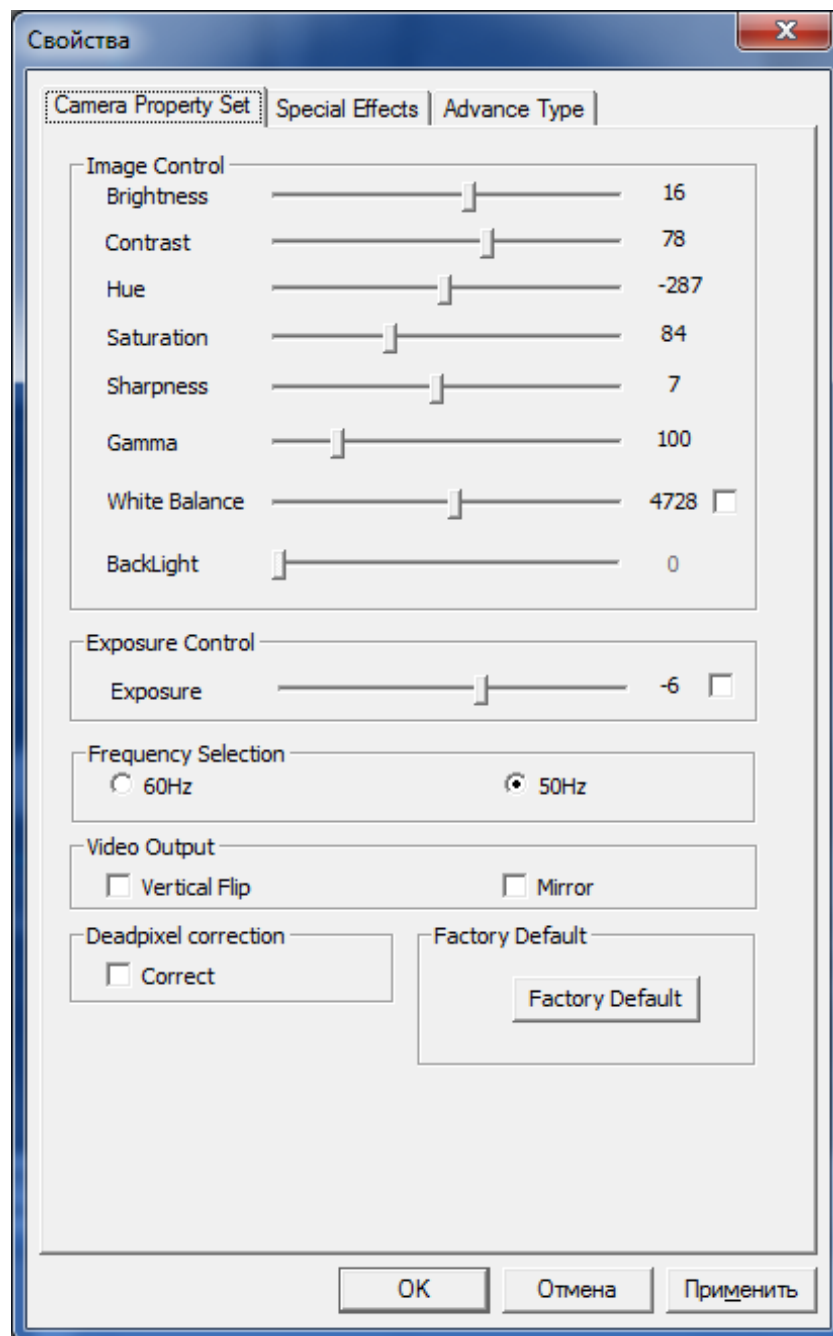 Свойства
Camera Property Set Special Effects Advance Type
Image Control
Brightness 16
Contrast 78
Hue -287
Saturation 84
Sharpness 7
Gamma 100
White Balance 4728
BackLight 0
Exposure Control
Exposure -6
Frequency Selection
60Hz 50Hz
Video Output
Vertical Flip Mirror
Deadpixel correction Factory Default
Correct
Factory Default
OK Отмена Применить